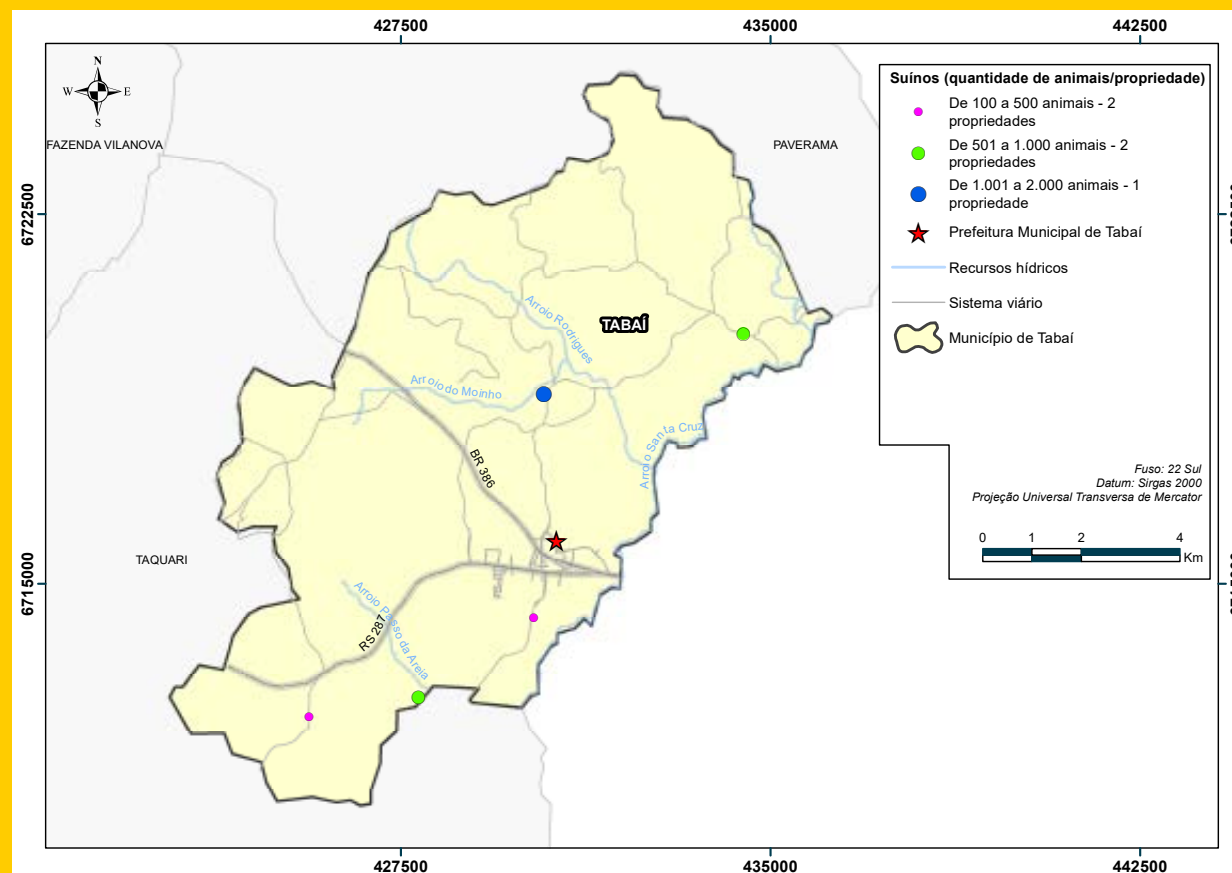 427500
435000
442500
N
W
E
S
FAZENDA VILANOVA
PAVERAMA
TAQUARI
6722500
6715000
TABAÍ
Arroio Rodrigues
Arroio do Moinho
Arroio Santa Cruz
BR 386
RS 287
Arroio Passo da Areia
Suínos (quantidade de animais/propriedade)
De 100 a 500 animais - 2
propriedades
De 501 a 1.000 animais - 2
propriedades
De 1.001 a 2.000 animais - 1
propriedade
Prefeitura Municipal de Tabaí
Recursos hídricos
Sistema viário
Município de Tabaí
Fuso: 22 Sul
Datum: Sirgas 2000
Projeção Universal Transversa de Mercator
0 1 2 4
Km
427500
435000
442500